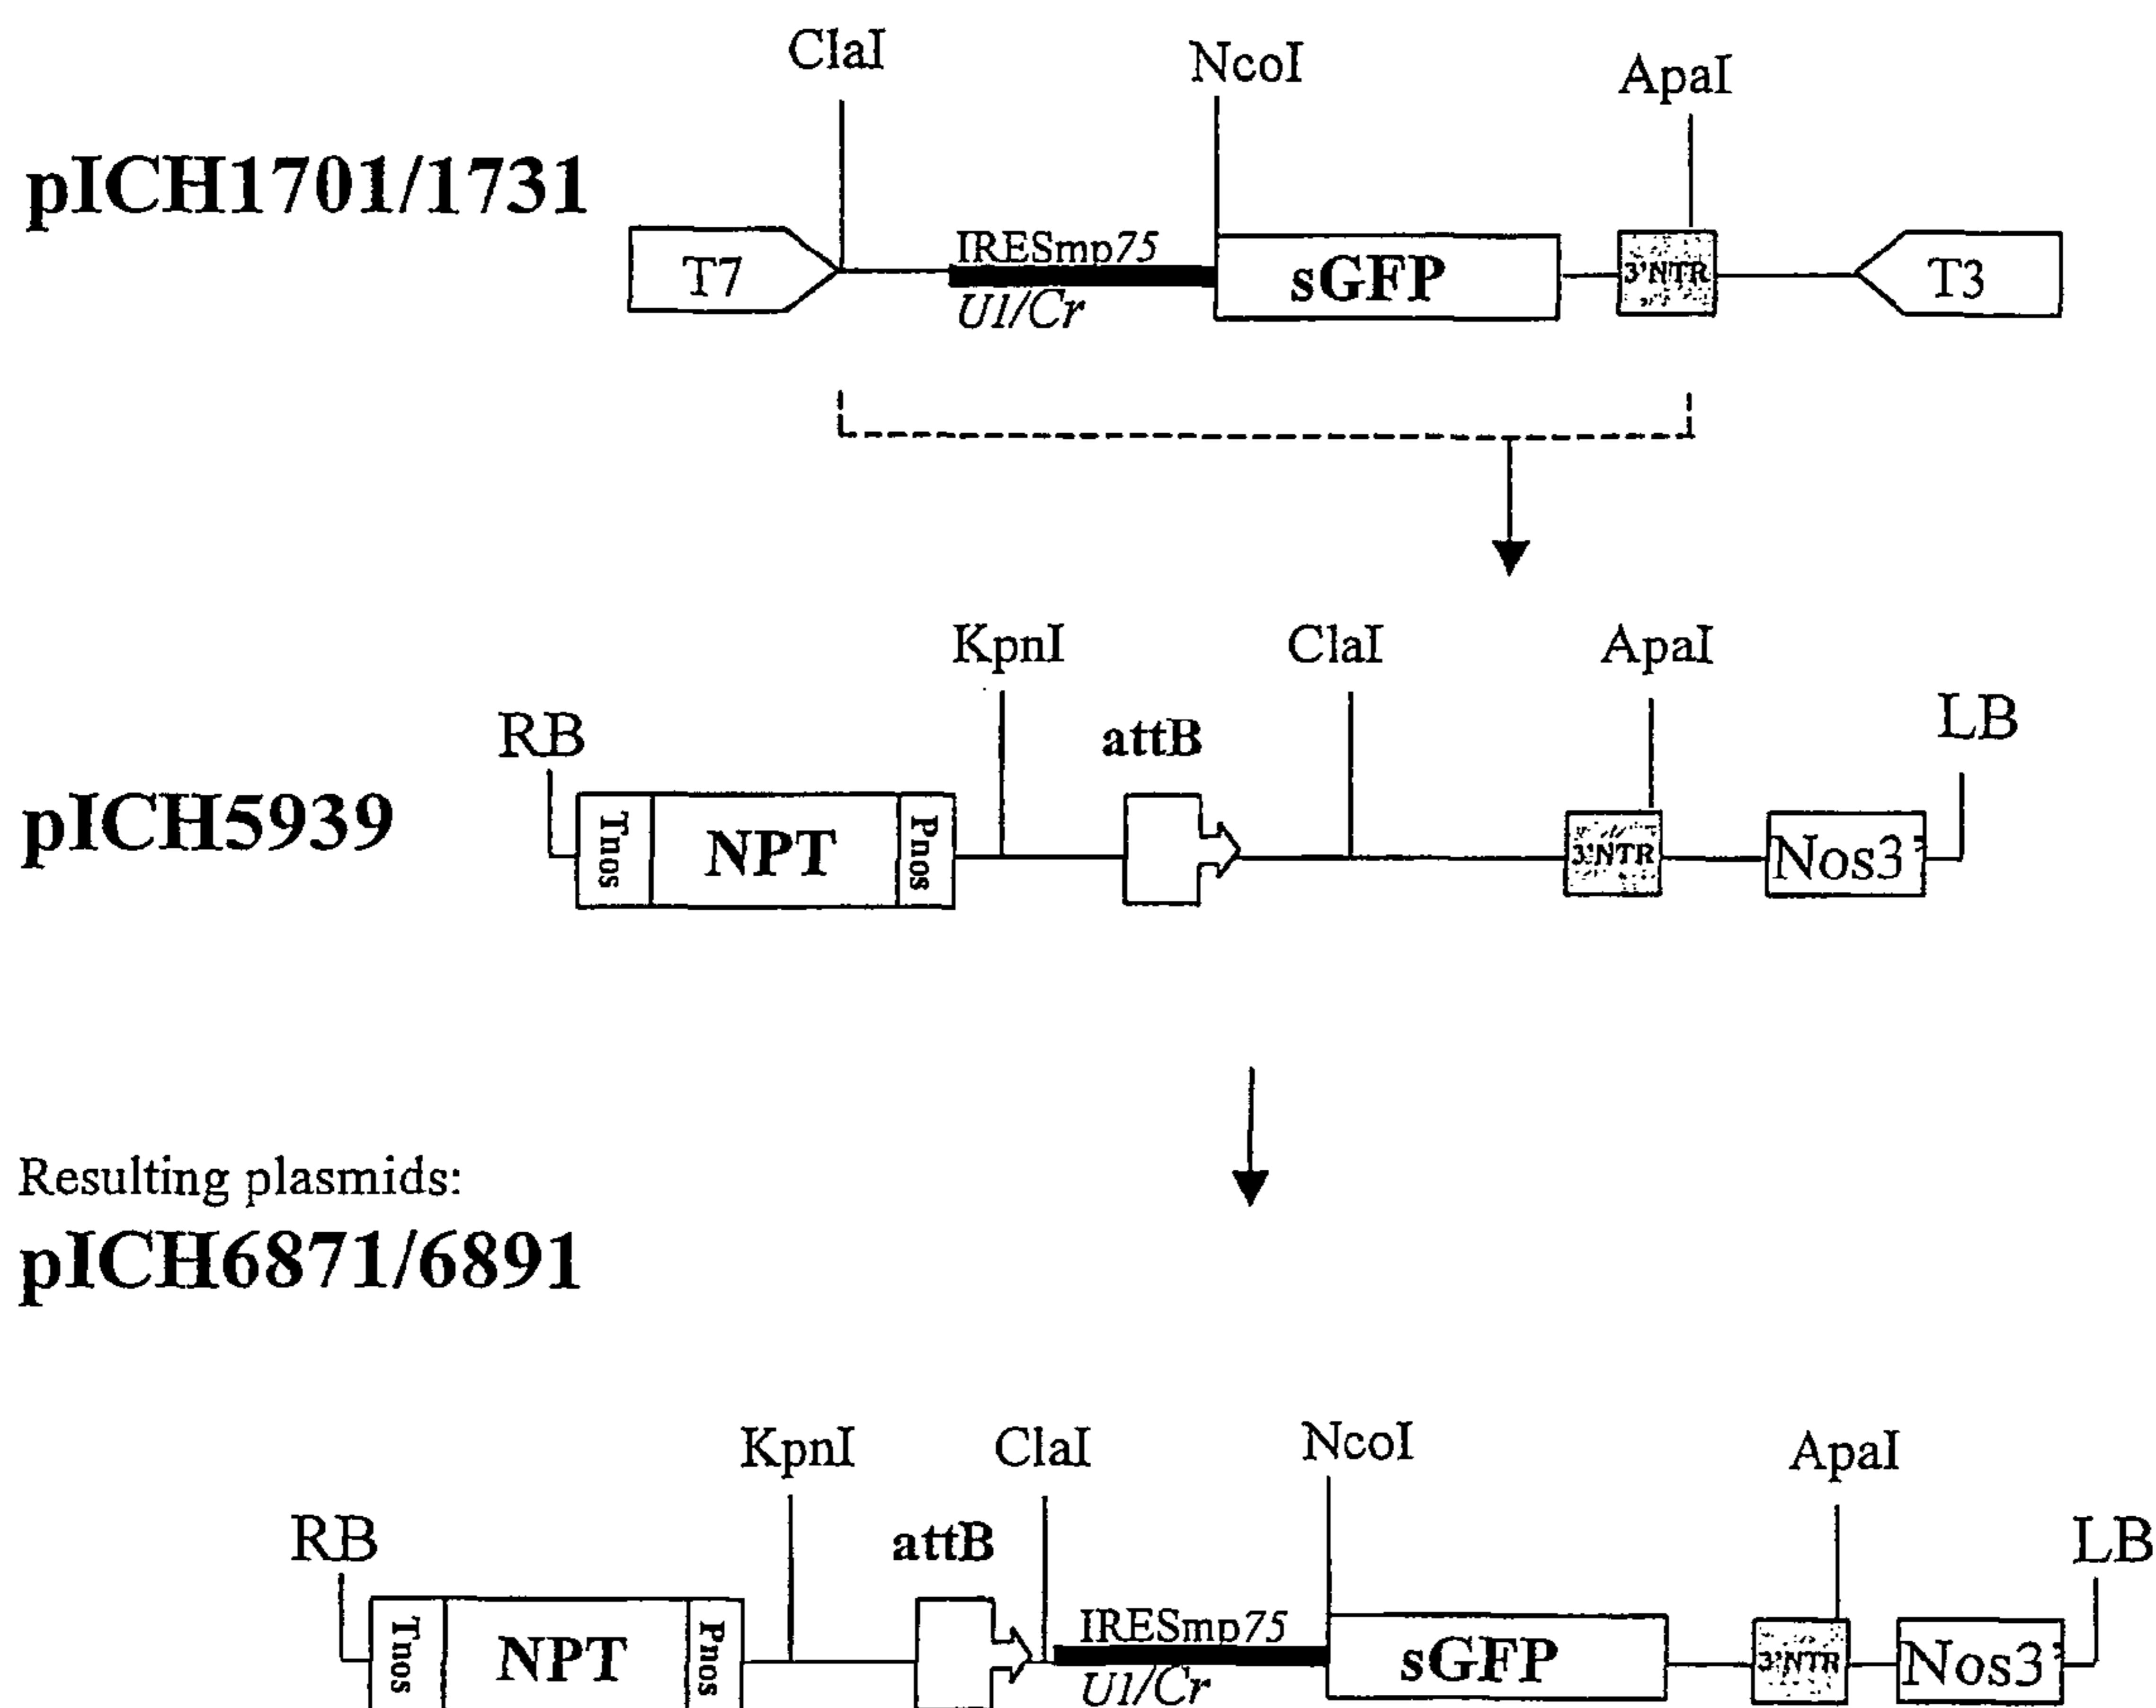 ClaI NcoI ApaI
pICH1701/1731
T7 IRESmp75 sGFP 3'NTR T3
U1/Cr
KpnI ClaI ApaI
RB attB LB
pICH5939
Tnos NPT Pnos 3'NTR Nos3'
Resulting plasmids:
pICH6871/6891
KpnI ClaI NcoI ApaI
RB attB LB
Tnos NPT Pnos IRESmp75 sGFP 3'NTR Nos3'
U1/Cr